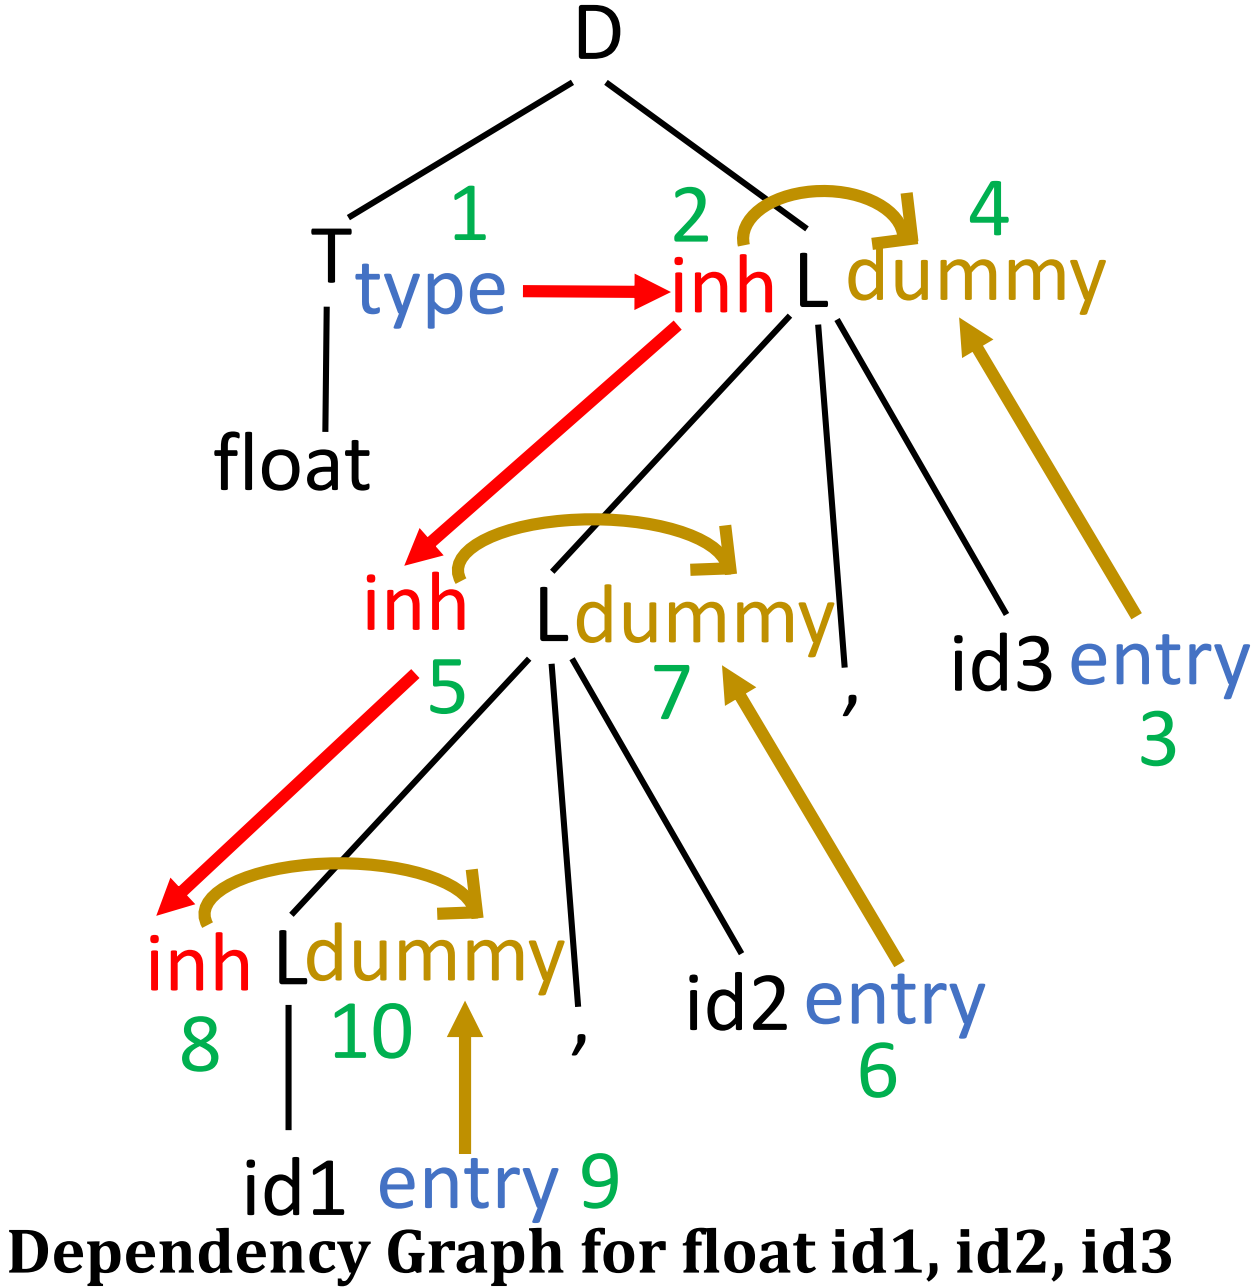 D
1 2 4
T type inh L dummy
float
inh L dummy
5 7 , id3 entry
3
inh L dummy
8 10 , id2 entry
6
id1 entry 9
Dependency Graph for float id1, id2, id3